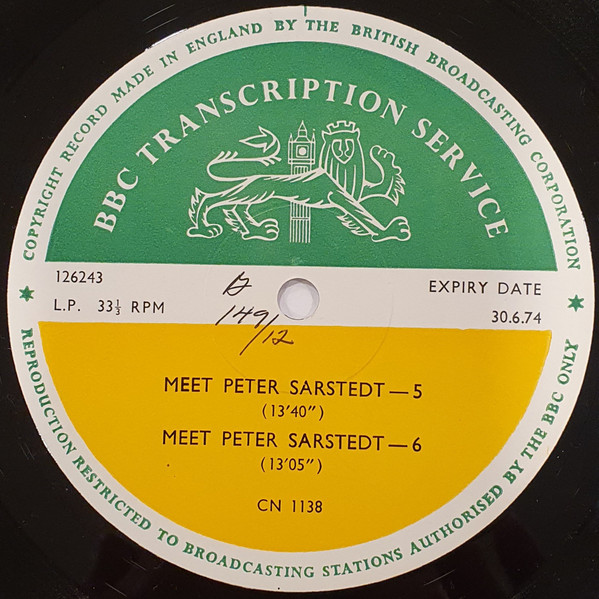 COPYRIGHT RECORD MADE IN ENGLAND BY THE BRITISH BROADCASTING CORPORATION
BBC TRANSCRIPTION SERVICE
126243
L.P. 33⅓ RPM
149/12
EXPIRY DATE
30.6.74
MEET PETER SARSTEDT—5
(13′40″)
MEET PETER SARSTEDT—6
(13′05″)
CN 1138
REPRODUCTION RESTRICTED TO BROADCASTING STATIONS AUTHORISED BY THE BBC ONLY